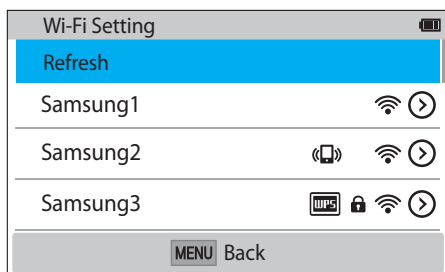 Wi-Fi Setting
Refresh
Samsung1
Samsung2
Samsung3 WPS
MENU Back